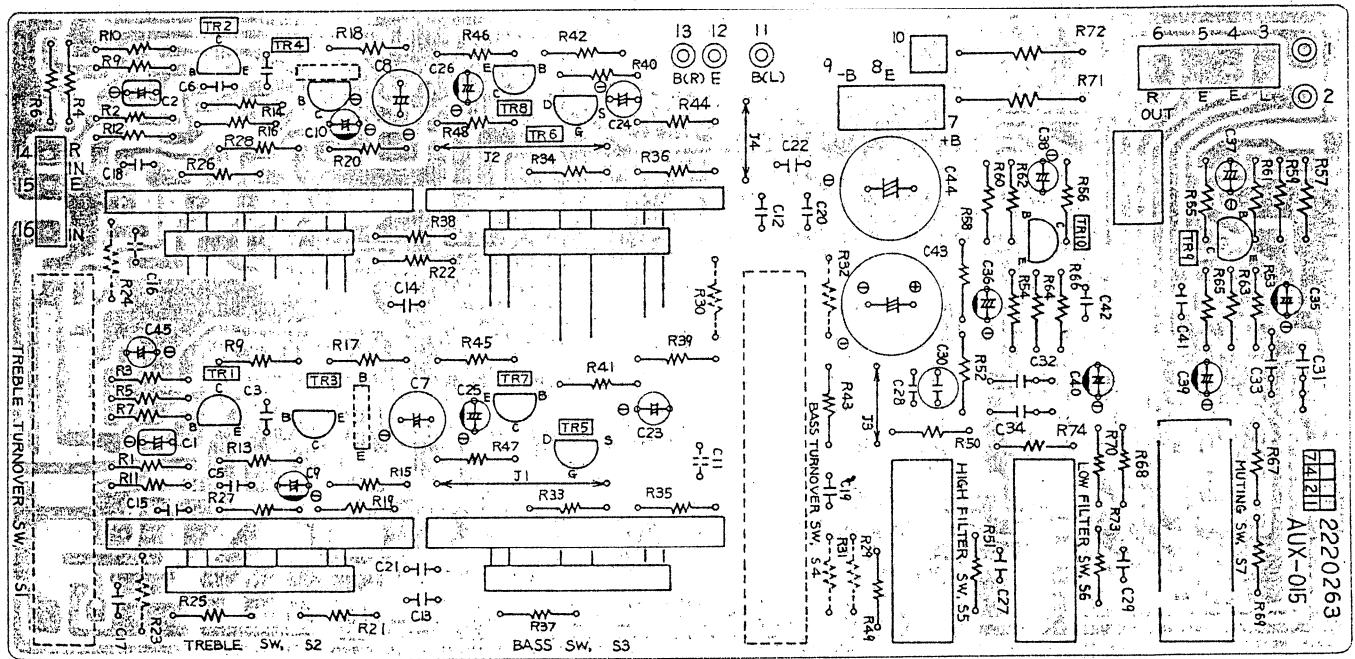 R10
R9
TR2
C
B
E
TR4
R18
C8
R46
R42
R40
C26
E
B
TR8
D
S
G
TR6
C24
R44
13
12
11
B(R)
E
B(L)
10
9
-B
8
E
7
+B
R72
R71
6
5
4
3
R
E
E
L
OUT
1
2
R6
R4
C2
C6
R2
R12
R14
R16
B
C
C10
R28
R20
R48
J2
R34
R36
J4
C22
C18
R26
14
R
IN
15
E
16
IN
C12
C20
C44
C38
R60
R62
R56
B
C
E
TR10
R58
C37
R61
R59
R57
R55
B
C
E
TR9
R24
C16
R38
R22
C14
R30
R32
C43
C36
R54
R64
R66
C42
R65
R63
R53
C35
C41
C45
R9
R17
R45
R39
R3
TR1
C3
TR3
B
C7
C25
E
TR7
B
C
R41
C23
R43
J3
C28
C30
R52
C32
C40
C39
C33
C31
R5
R7
C
B
E
B
E
C
E
C1
R13
R47
D
TR5
S
G
C11
R50
C34
R74
R1
R11
C5
C9
R15
C15
R27
R19
J1
R33
R35
C19
R70
R68
R67
C21
C13
R31
R29
R49
R51
C27
R73
C29
R69
C17
R23
R25
R21
R37
TREBLE TURNOVER SW, S1
TREBLE SW, S2
BASS SW, S3
BASS TURNOVER SW, S4
HIGH FILTER SW, S5
LOW FILTER SW, S6
MUTING SW, S7
7421
2220263
AUX-015